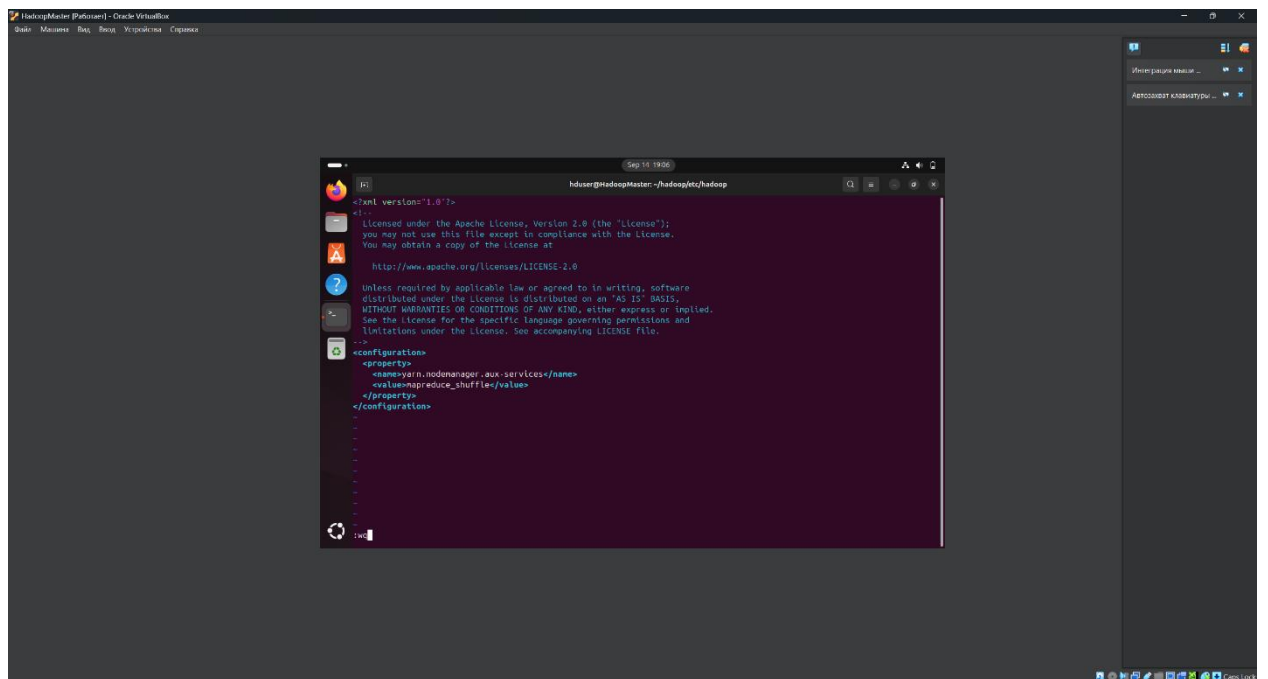 HadoopMaster [Работает] - Oracle VirtualBox
Файл Машина Вид Ввод Устройства Справка
Интеграция мыши ...
Автозахват клавиатуры ...
Sep 14 19:06
hduser@HadoopMaster: ~/hadoop/etc/hadoop
<?xml version="1.0"?>
<!--
Licensed under the Apache License, Version 2.0 (the "License");
you may not use this file except in compliance with the License.
You may obtain a copy of the License at
http://www.apache.org/licenses/LICENSE-2.0
Unless required by applicable law or agreed to in writing, software
distributed under the License is distributed on an "AS IS" BASIS,
WITHOUT WARRANTIES OR CONDITIONS OF ANY KIND, either express or implied.
See the License for the specific language governing permissions and
limitations under the License. See accompanying LICENSE file.
-->
<configuration>
<property>
<name>yarn.nodemanager.aux-services</name>
<value>mapreduce_shuffle</value>
</property>
</configuration>
~
~
~
~
~
~
~
~
~
~
~
:wq
Caps Lock